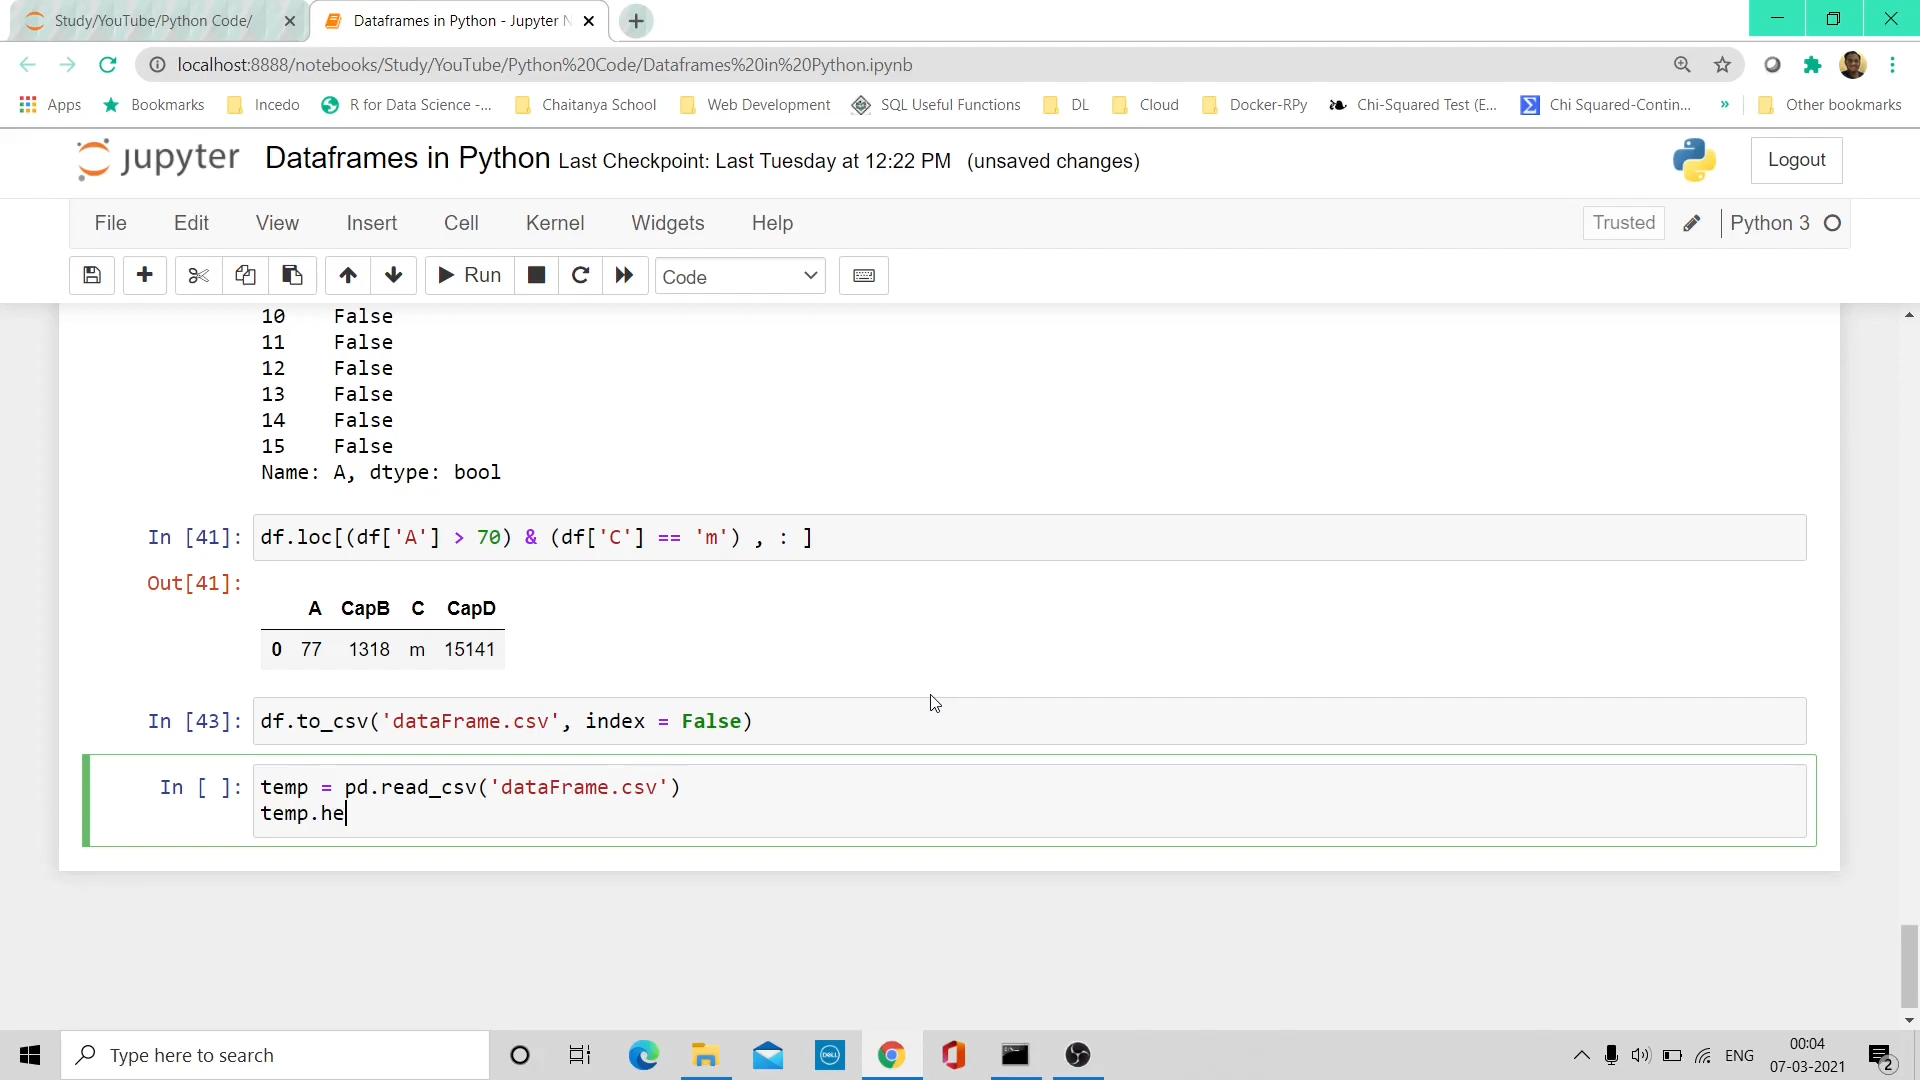 Study/YouTube/Python Code/
Dataframes in Python - Jupyter N
localhost:8888/notebooks/Study/YouTube/Python%20Code/Dataframes%20in%20Python.ipynb
Apps Bookmarks Incedo R for Data Science -... Chaitanya School Web Development SQL Useful Functions DL Cloud Docker-RPy Chi-Squared Test (E... Chi Squared-Contin... » Other bookmarks
jupyter Dataframes in Python Last Checkpoint: Last Tuesday at 12:22 PM (unsaved changes) Logout
File Edit View Insert Cell Kernel Widgets Help Trusted Python 3
Run Code
10 False
11 False
12 False
13 False
14 False
15 False
Name: A, dtype: bool
In [41]: df.loc[(df['A'] > 70) & (df['C'] == 'm') , : ]
Out[41]:
A CapB C CapD
0 77 1318 m 15141
In [43]: df.to_csv('dataFrame.csv', index = False)
In [ ]: temp = pd.read_csv('dataFrame.csv')
temp.he
Type here to search
DELL
ENG
00:04
07-03-2021
2